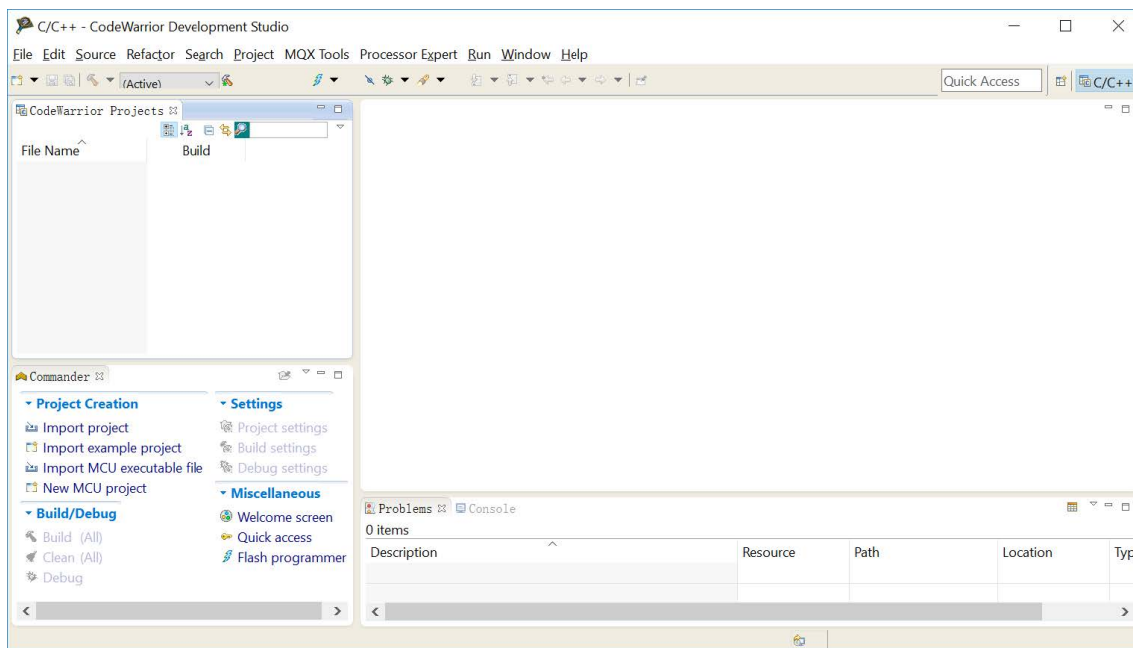 C/C++ - CodeWarrior Development Studio
File Edit Source Refactor Search Project MQX Tools Processor Expert Run Window Help
(Active)
Quick Access
C/C++
CodeWarrior Projects
File Name
Build
Commander
Project Creation
Import project
Import example project
Import MCU executable file
New MCU project
Build/Debug
Build (All)
Clean (All)
Debug
Settings
Project settings
Build settings
Debug settings
Miscellaneous
Welcome screen
Quick access
Flash programmer
Problems
Console
0 items
Description
Resource
Path
Location
Typ